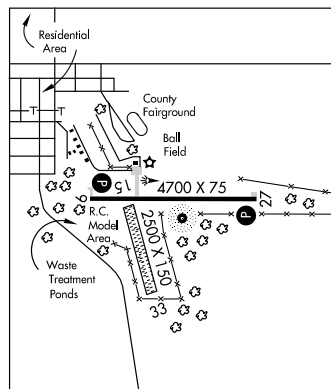 Residential
Area
T T
County
Fairground
Ball
Field
P
15
4700 X 75
9
27
P
R.C.
Model
Area
2500 X 150
Waste
Treatment
Ponds
33